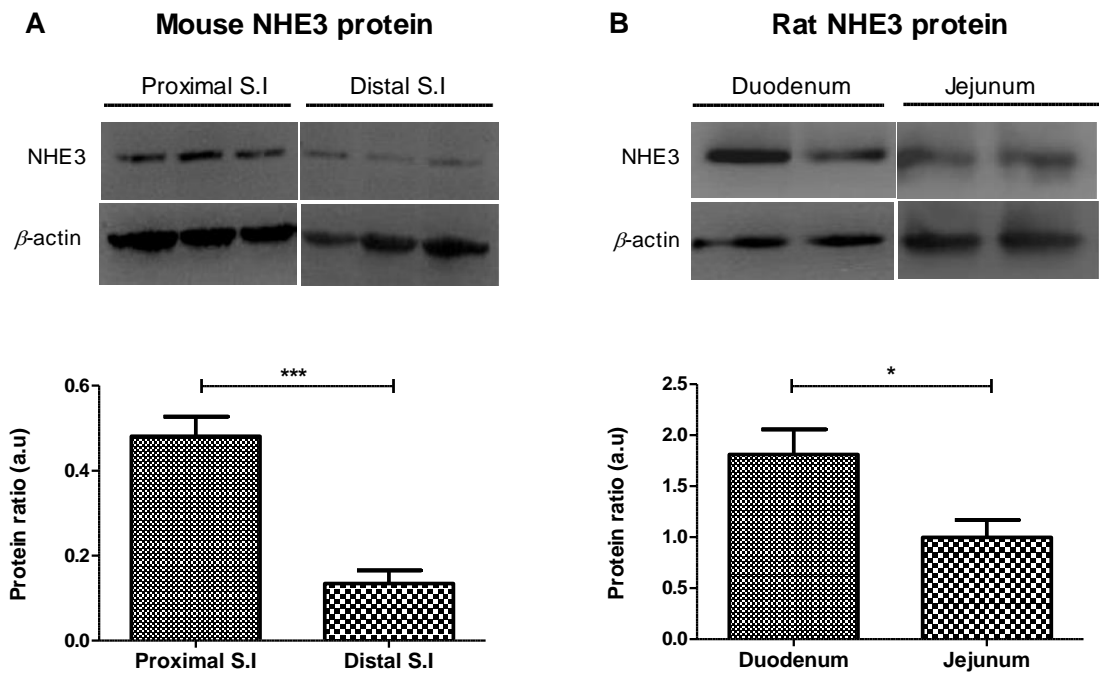 A Mouse NHE3 protein
Proximal S.I Distal S.I
NHE3
β-actin
***
0.6
0.4
0.2
0.0
Protein ratio (a.u)
Proximal S.I Distal S.I
B Rat NHE3 protein
Duodenum Jejunum
NHE3
β-actin
*
2.5
2.0
1.5
1.0
0.5
0.0
Protein ratio (a.u)
Duodenum Jejunum